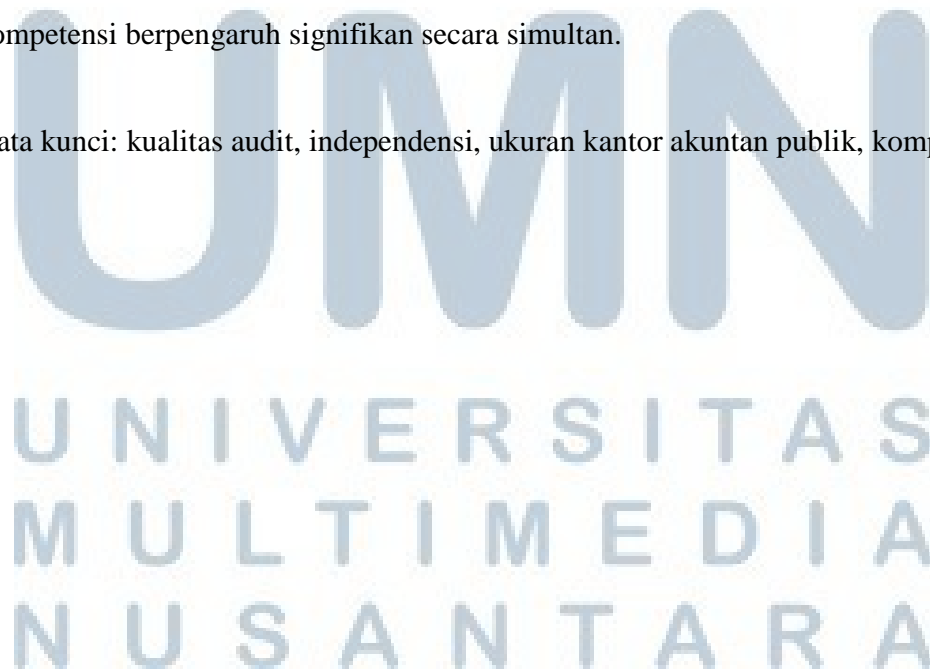 ompetensi berpengaruh signifikan secara simultan.
ata kunci: kualitas audit, independensi, ukuran kantor akuntan publik, komp
UMN
UNIVERSITAS
MULTIMEDIA
NUSANTARA